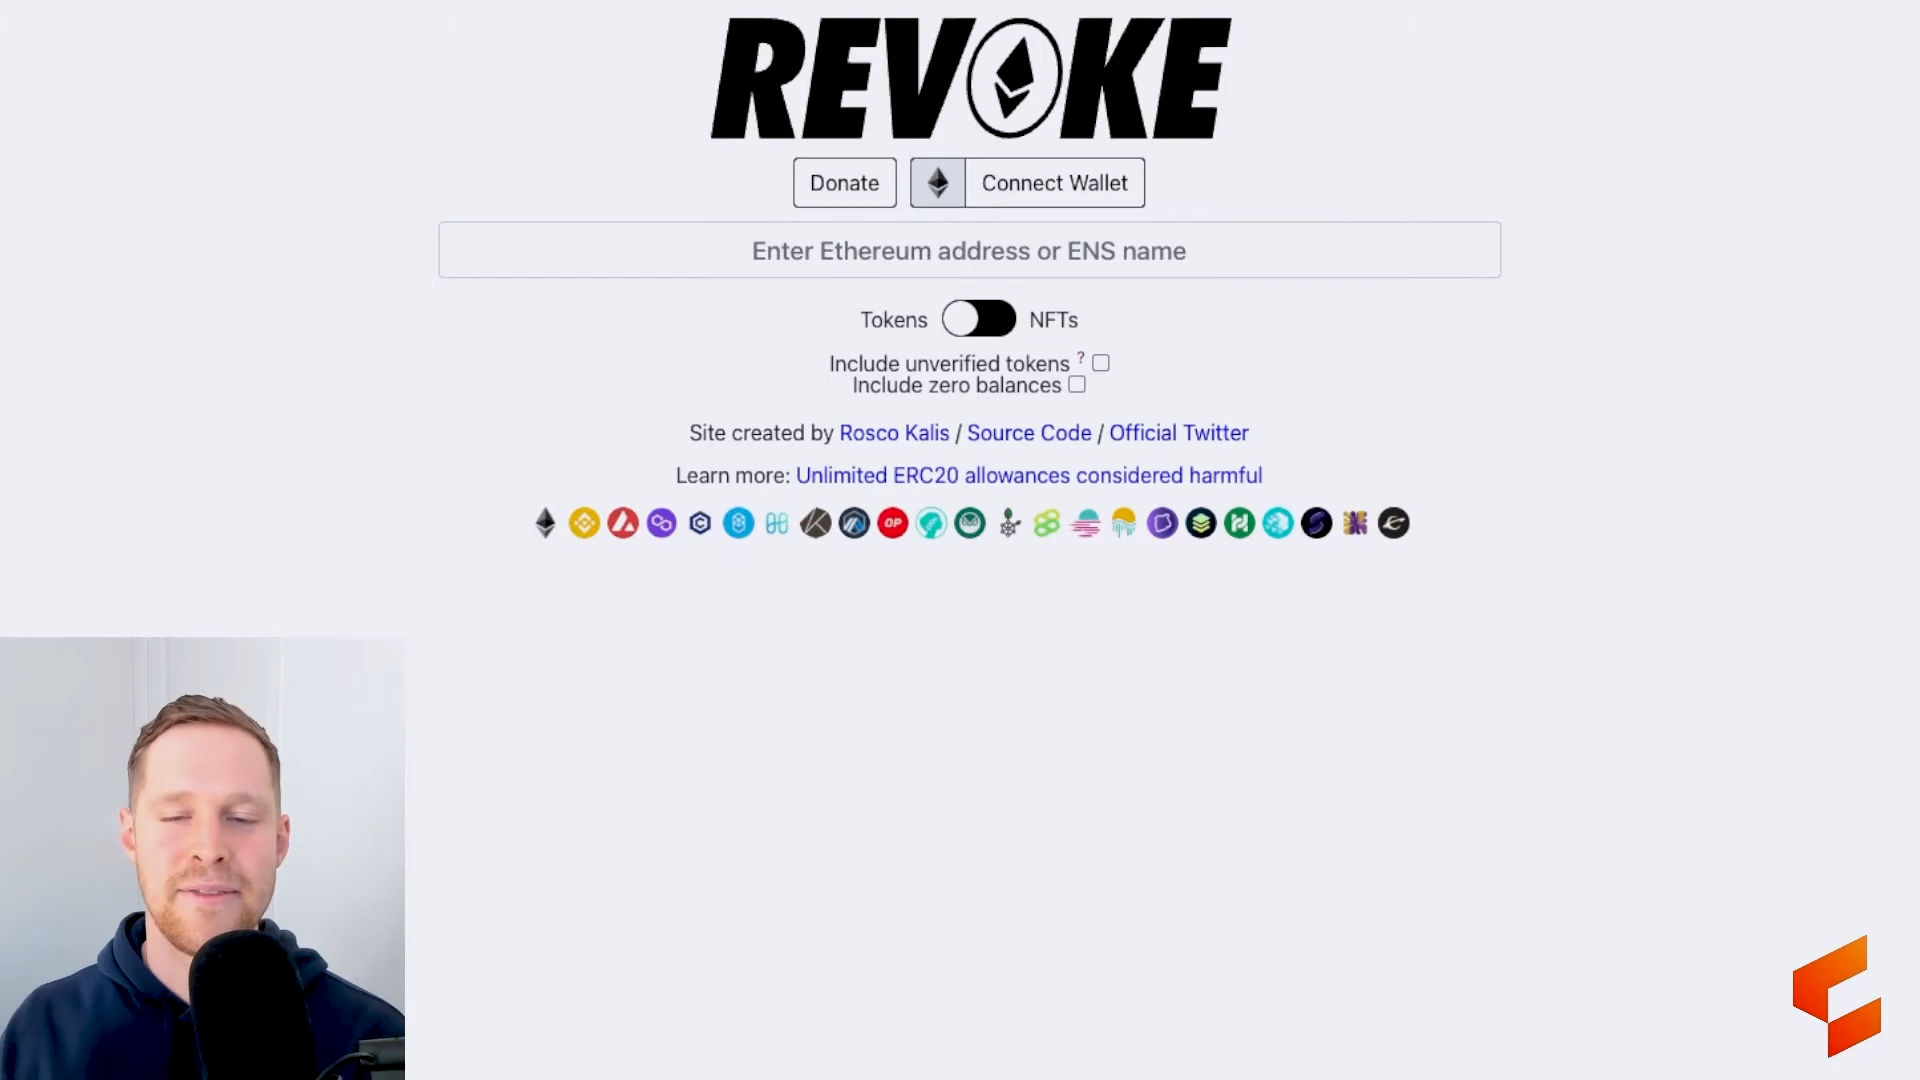 REVOKE
Donate
Connect Wallet
Enter Ethereum address or ENS name
Tokens NFTs
Include unverified tokens ?
Include zero balances
Site created by Rosco Kalis / Source Code / Official Twitter
Learn more: Unlimited ERC20 allowances considered harmful
OP